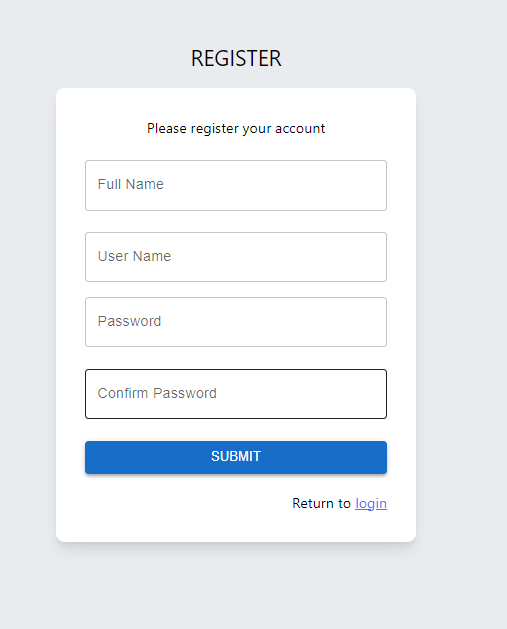 REGISTER
Please register your account
Full Name
User Name
Password
Confirm Password
SUBMIT
Return to login